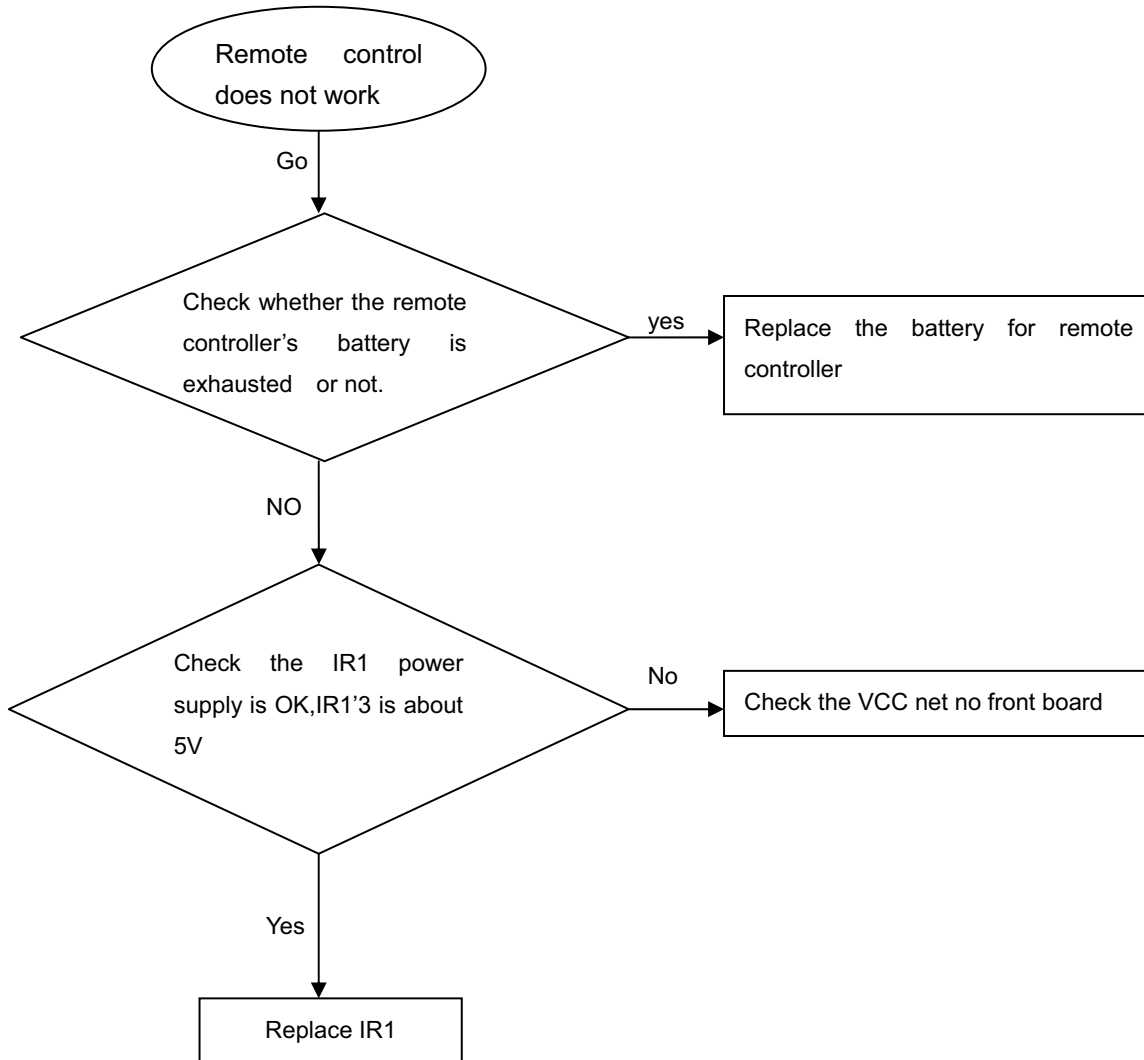 Remote control
does not work
Go
Check whether the remote
controller's battery is
exhausted or not.
yes
Replace the battery for remote
controller
NO
Check the IR1 power
supply is OK,IR1'3 is about
5V
No
Check the VCC net no front board
Yes
Replace IR1